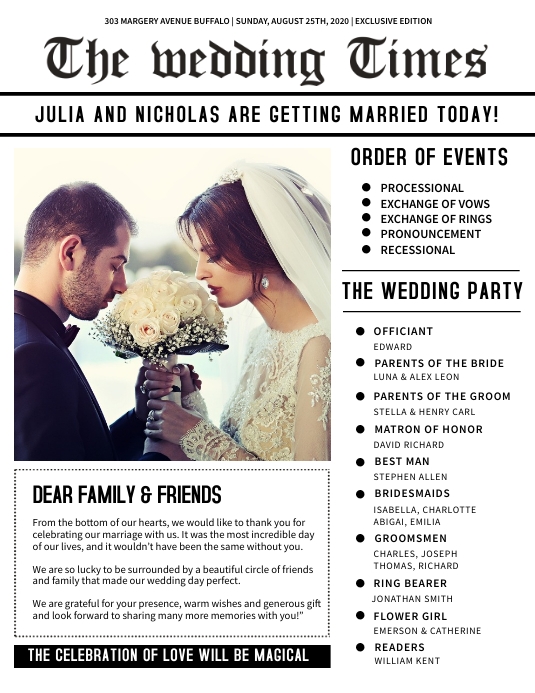 303 MARGERY AVENUE BUFFALO | SUNDAY, AUGUST 25TH, 2020 | EXCLUSIVE EDITION
The wedding Times
JULIA AND NICHOLAS ARE GETTING MARRIED TODAY!
ORDER OF EVENTS
● PROCESSIONAL
● EXCHANGE OF VOWS
● EXCHANGE OF RINGS
● PRONOUNCEMENT
● RECESSIONAL
THE WEDDING PARTY
● OFFICIANT
EDWARD
● PARENTS OF THE BRIDE
LUNA & ALEX LEON
● PARENTS OF THE GROOM
STELLA & HENRY CARL
● MATRON OF HONOR
DAVID RICHARD
● BEST MAN
STEPHEN ALLEN
● BRIDESMAIDS
ISABELLA, CHARLOTTE
ABIGAI, EMILIA
● GROOMSMEN
CHARLES, JOSEPH
THOMAS, RICHARD
● RING BEARER
JONATHAN SMITH
● FLOWER GIRL
EMERSON & CATHERINE
● READERS
WILLIAM KENT
DEAR FAMILY & FRIENDS
From the bottom of our hearts, we would like to thank you for
celebrating our marriage with us. It was the most incredible day
of our lives, and it wouldn't have been the same without you.
We are so lucky to be surrounded by a beautiful circle of friends
and family that made our wedding day perfect.
We are grateful for your presence, warm wishes and generous gift
and look forward to sharing many more memories with you!"
THE CELEBRATION OF LOVE WILL BE MAGICAL